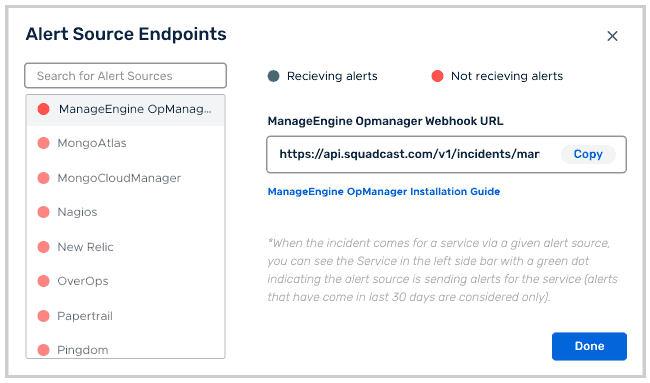 Alert Source Endpoints
Search for Alert Sources
ManageEngine OpManag...
MongoAtlas
MongoCloudManager
Nagios
New Relic
OverOps
Papertrail
Pingdom
Recieving alerts
Not recieving alerts
ManageEngine Opmanager Webhook URL
https://api.squadcast.com/v1/incidents/mar
Copy
ManageEngine OpManager Installation Guide
*When the incident comes for a service via a given alert source,
you can see the Service in the left side bar with a green dot
indicating the alert source is sending alerts for the service (alerts
that have come in last 30 days are considered only).
Done